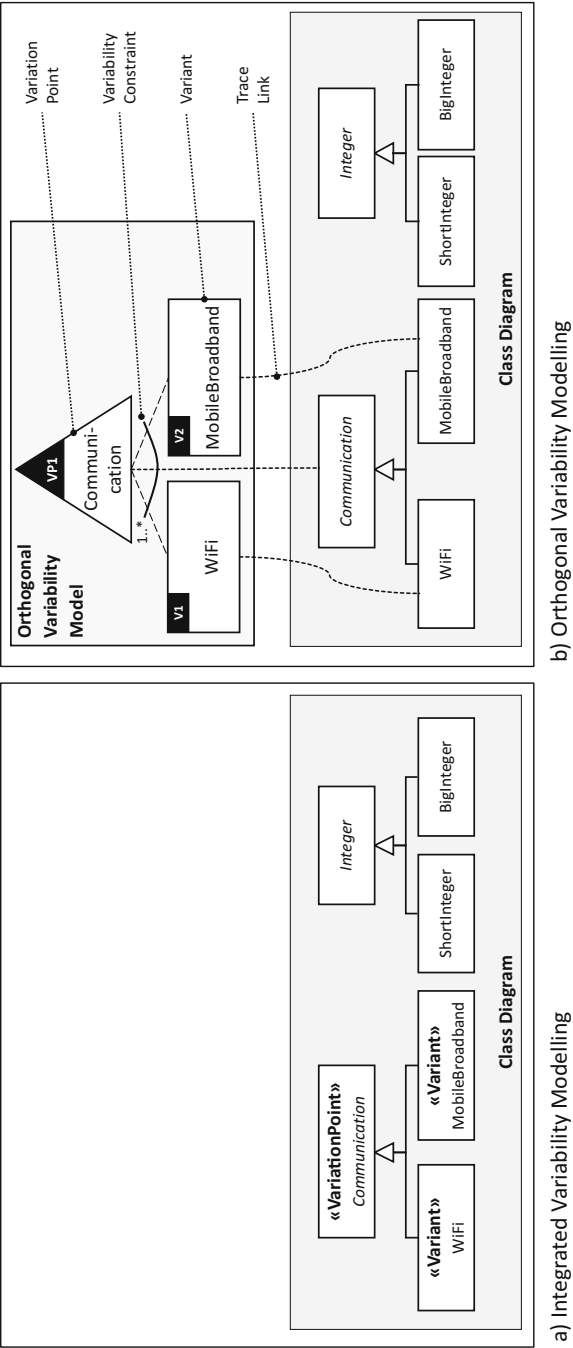 «VariationPoint»
Communication
«Variant»
WiFi
«Variant»
MobileBroadband
Integer
ShortInteger
BigInteger
Class Diagram
a) Integrated Variability Modelling
Orthogonal
Variability
Model
VP1
Communi-
cation
1..*
V1
WiFi
V2
MobileBroadband
Variation
Point
Variability
Constraint
Variant
Trace
Link
Communication
WiFi
MobileBroadband
Integer
ShortInteger
BigInteger
Class Diagram
b) Orthogonal Variability Modelling